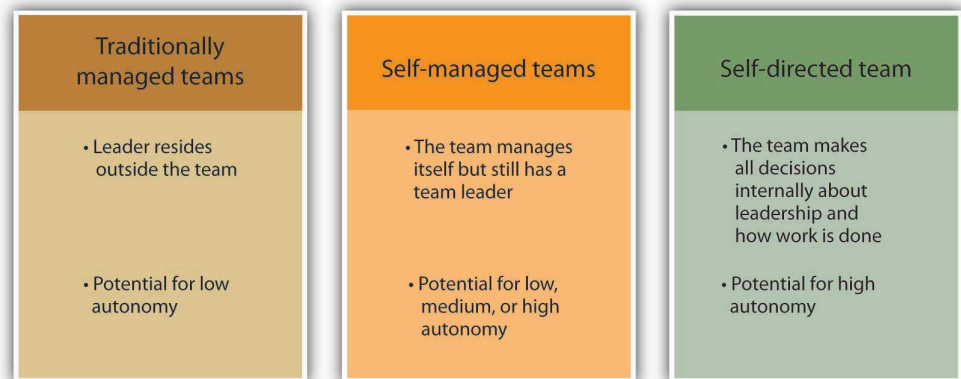 Traditionally
managed teams
• Leader resides
outside the team
• Potential for low
autonomy
Self-managed teams
• The team manages
itself but still has a
team leader
• Potential for low,
medium, or high
autonomy
Self-directed team
• The team makes
all decisions
internally about
leadership and
how work is done
• Potential for high
autonomy